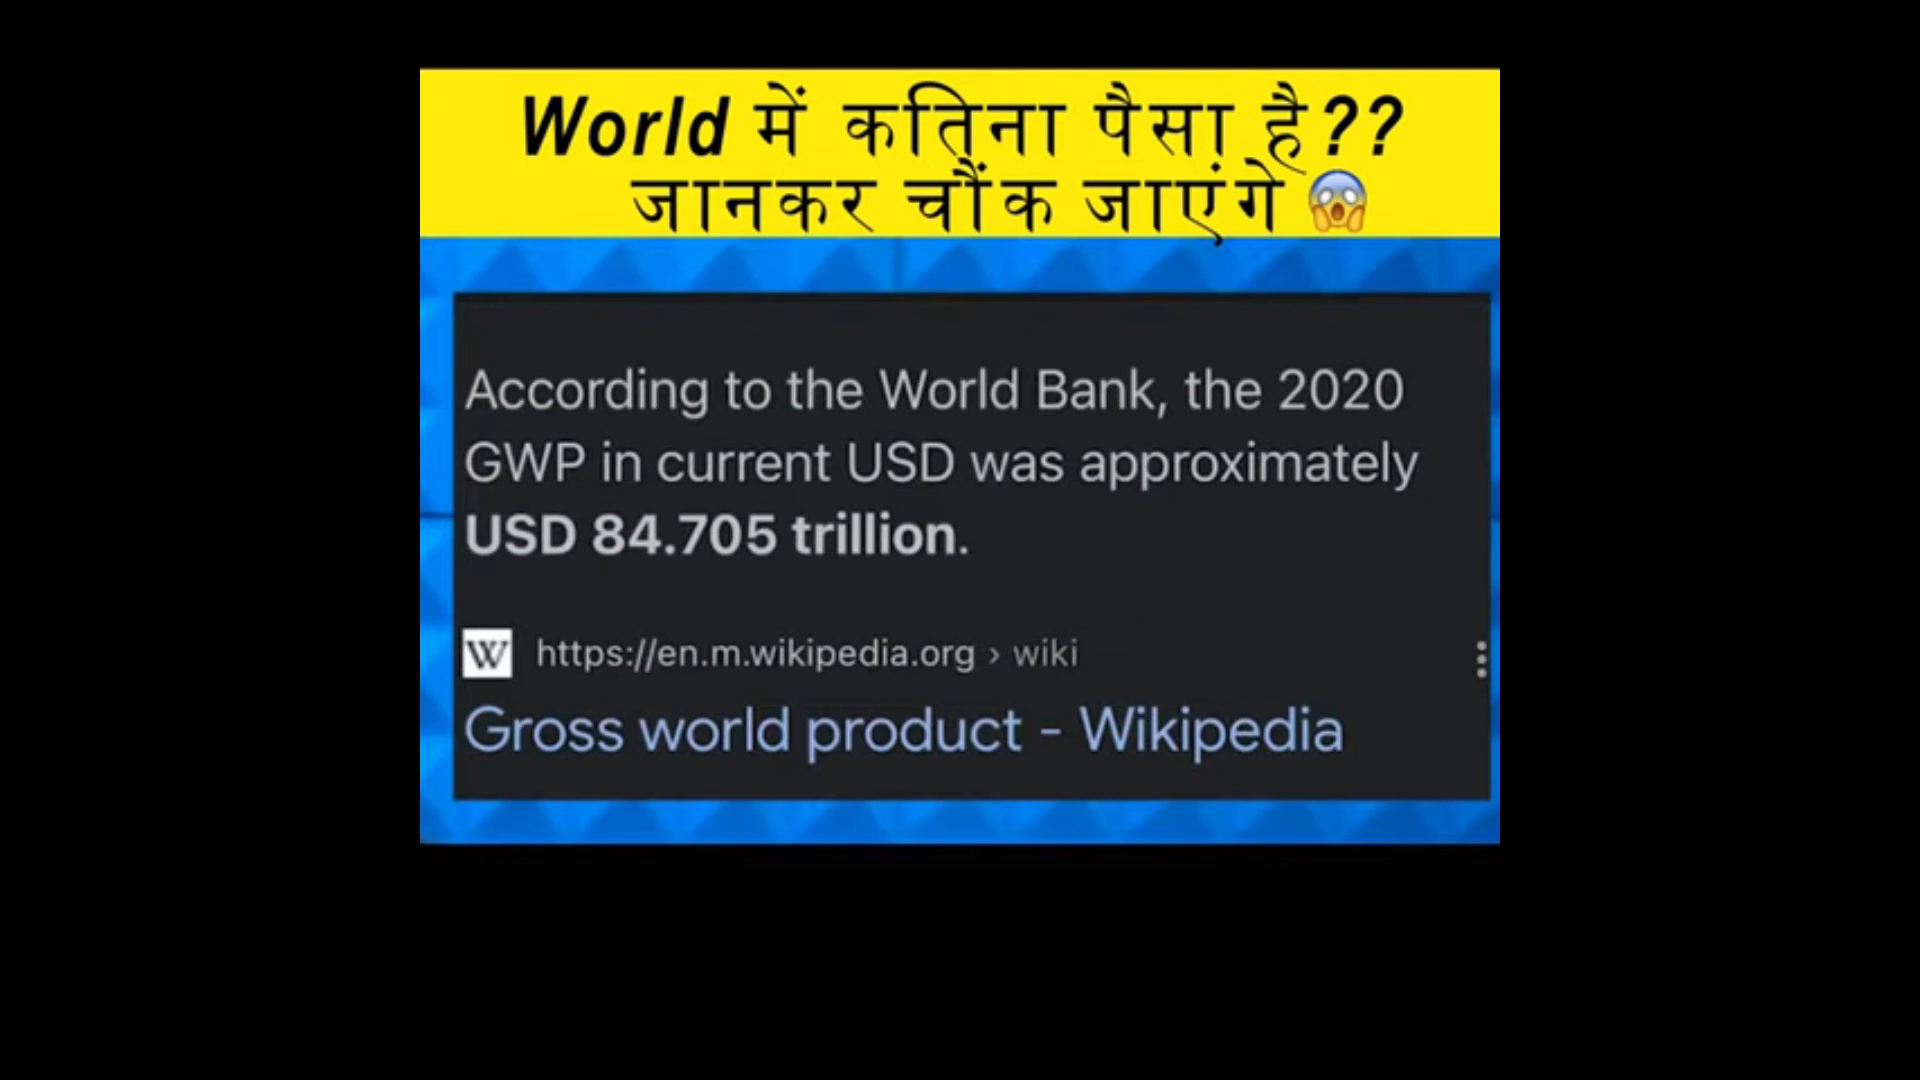 World में कतिना पैसा है??
जानकर चौंक जाएंगे 😱
According to the World Bank, the 2020
GWP in current USD was approximately
USD 84.705 trillion.
W https://en.m.wikipedia.org › wiki
Gross world product - Wikipedia